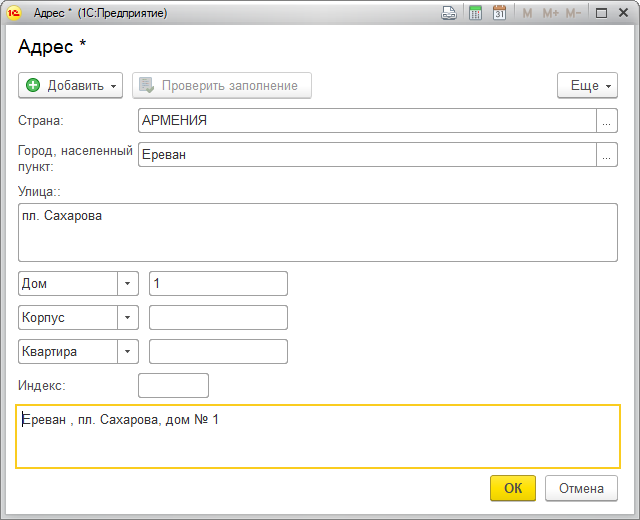 Адрес * (1С:Предприятие)
31 M M+ M−
Адрес *
Добавить Проверить заполнение Еще
Страна: АРМЕНИЯ ...
Город, населенный
пункт: Ереван ...
Улица::
пл. Сахарова
Дом 1
Корпус
Квартира
Индекс:
Ереван , пл. Сахарова, дом № 1
ОК Отмена